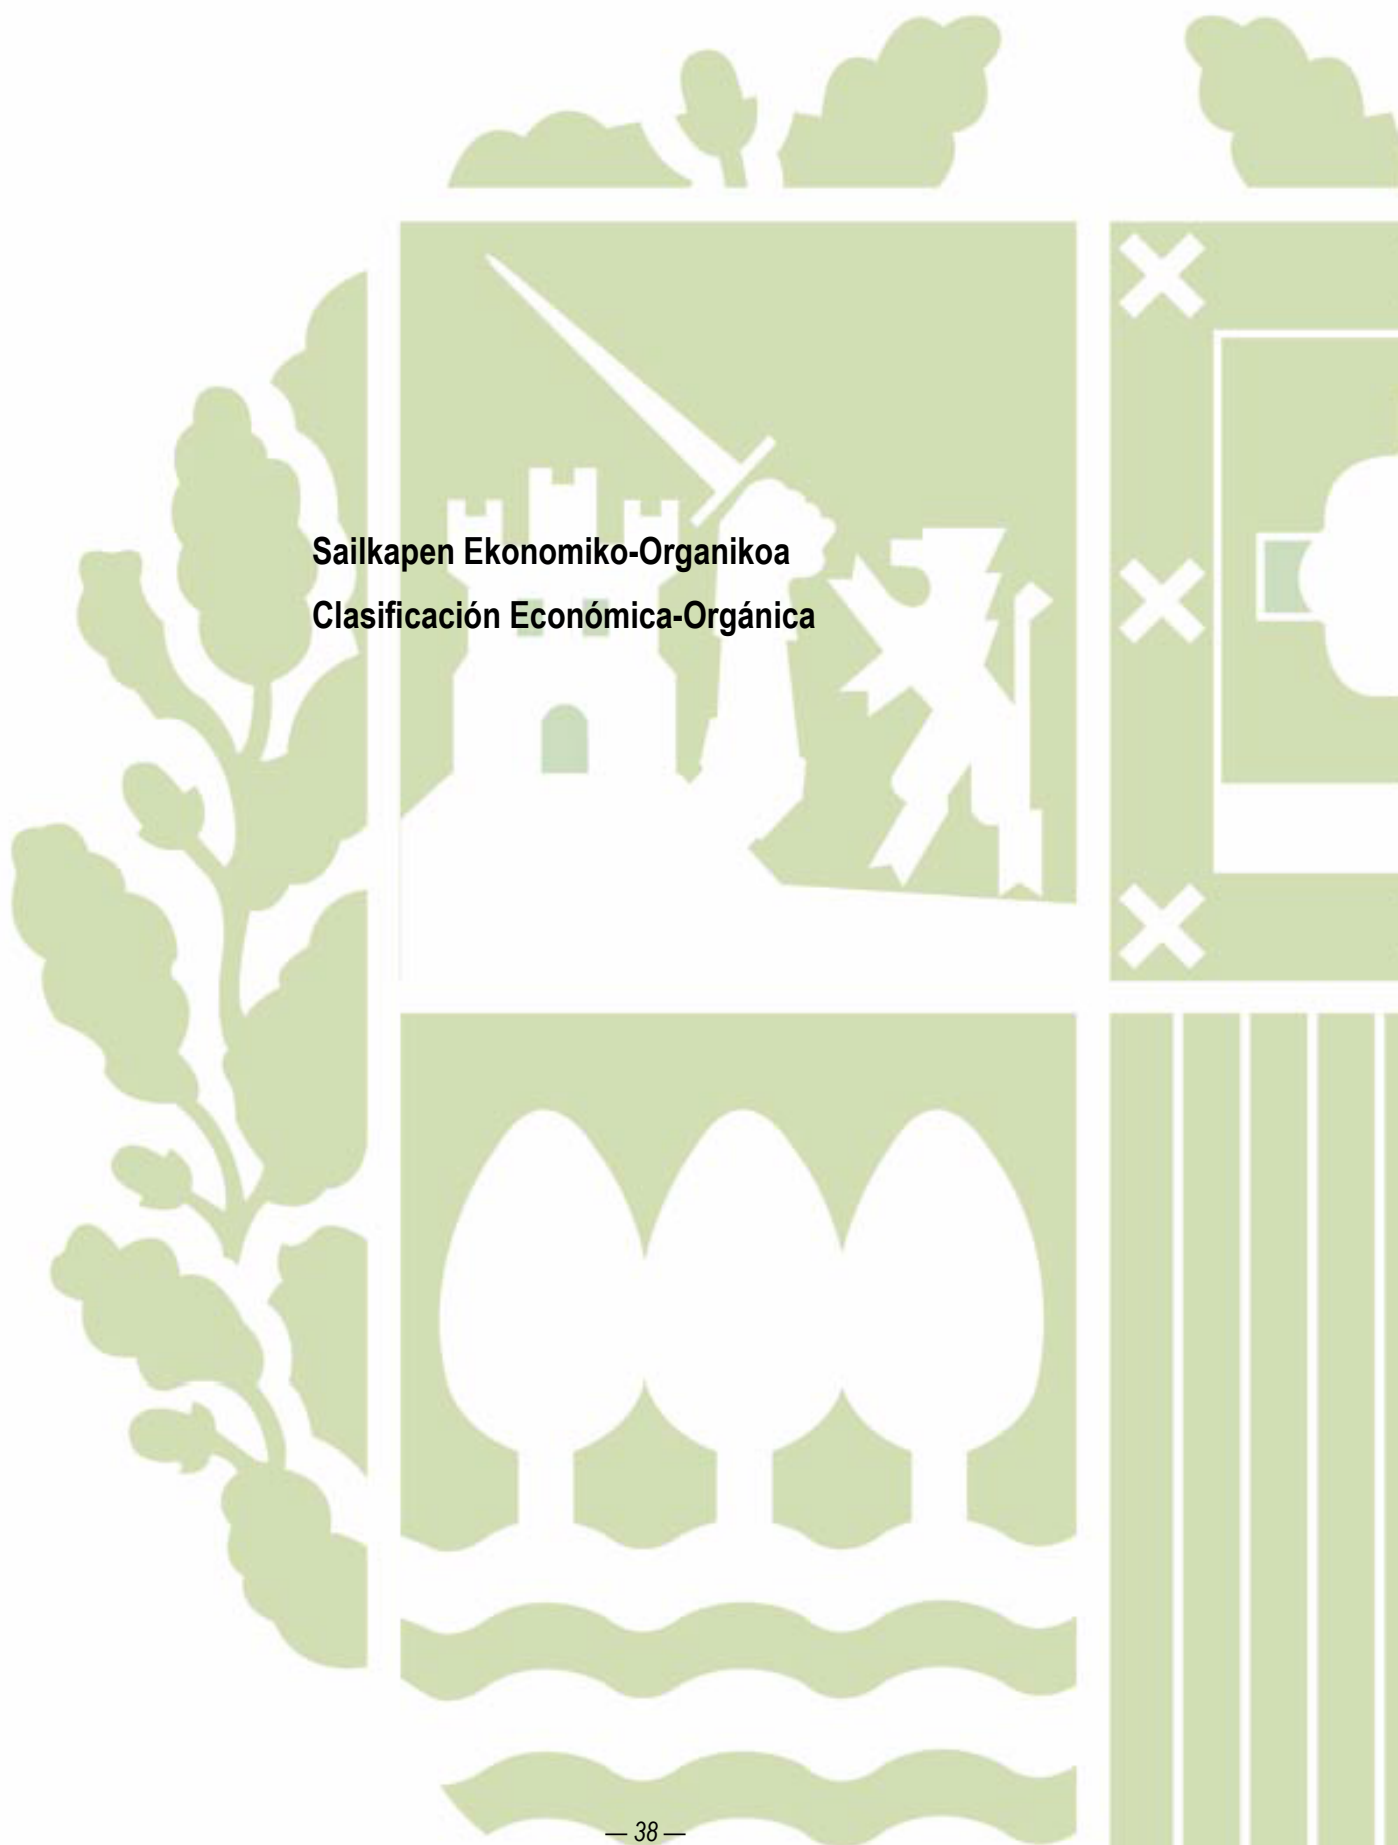 Sailkapen Ekonomiko-Organikoa
Clasificación Económica-Orgánica
— 38 —